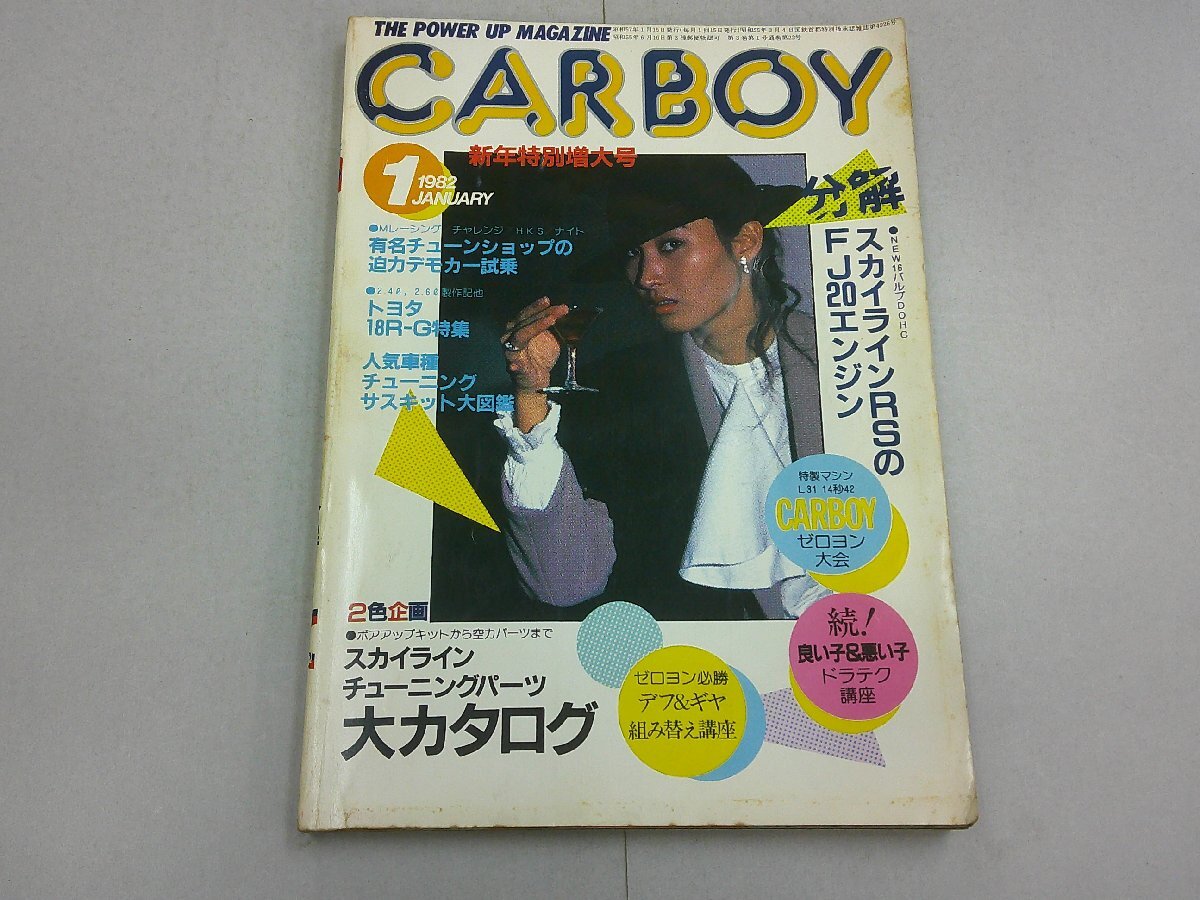 THE POWER UP MAGAZINE
CARBOY
新年特別増大号
1
1982
JANUARY
●Mレーシング チャレンジ HKS ナイト
有名チューンショップの
迫力デモカー試乗
●2.4ℓ, 2.6ℓ製作記他
トヨタ
18R-G特集
人気車種
チューニング
サスキット大図鑑
分解
●NEW16バルブDOHC
スカイラインRSの
FJ20エンジン
特製マシン
L31 14秒42
CARBOY
ゼロヨン
大会
続!
良い子&悪い子
ドラテク
講座
2色企画
●ボアアップキットから空力パーツまで
スカイライン
チューニングパーツ
大カタログ
ゼロヨン必勝
デフ&ギヤ
組み替え講座